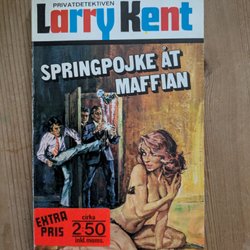 PRIVATDETEKTIVEN
Larry Kent
SPRINGPOJKE ÅT
MAFFIAN
EXTRA
PRIS
cirka
2-50
inkl moms.